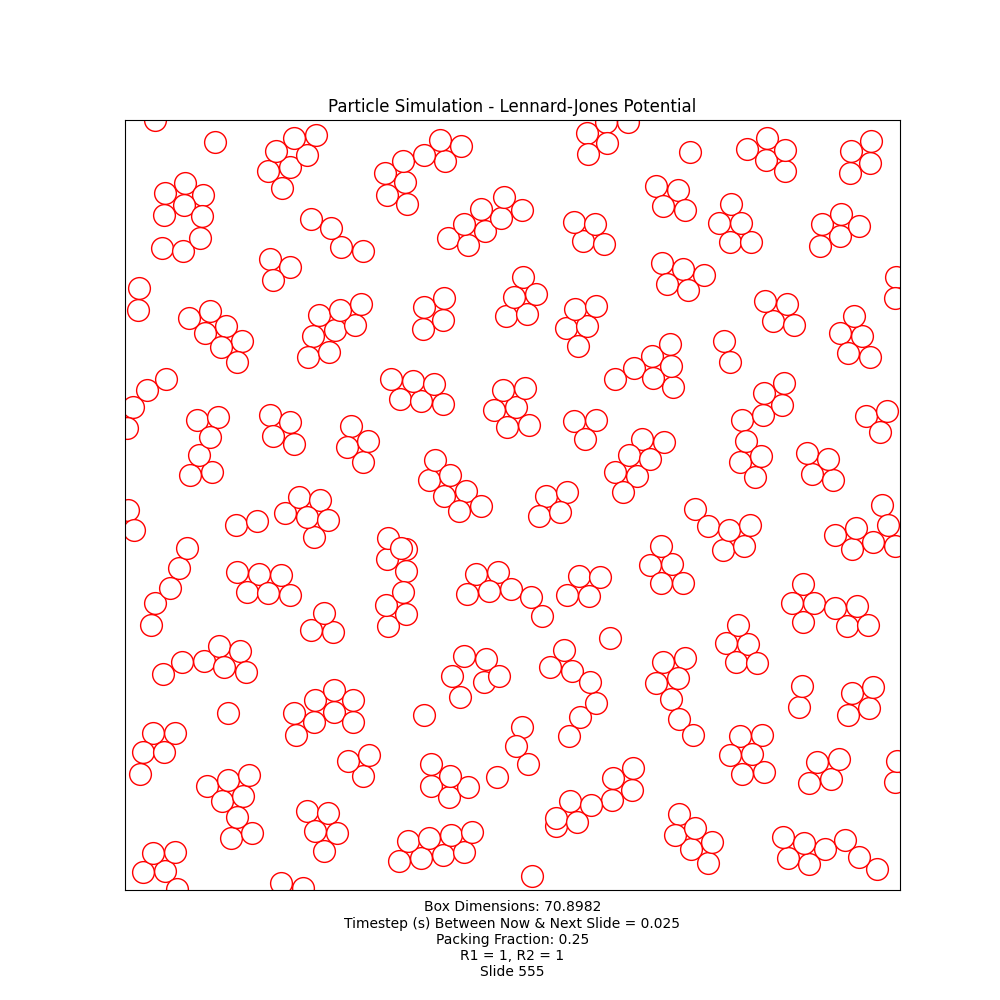 Particle Simulation - Lennard-Jones Potential
Box Dimensions: 70.8982
Timestep (s) Between Now & Next Slide = 0.025
Packing Fraction: 0.25
R1 = 1, R2 = 1
Slide 555